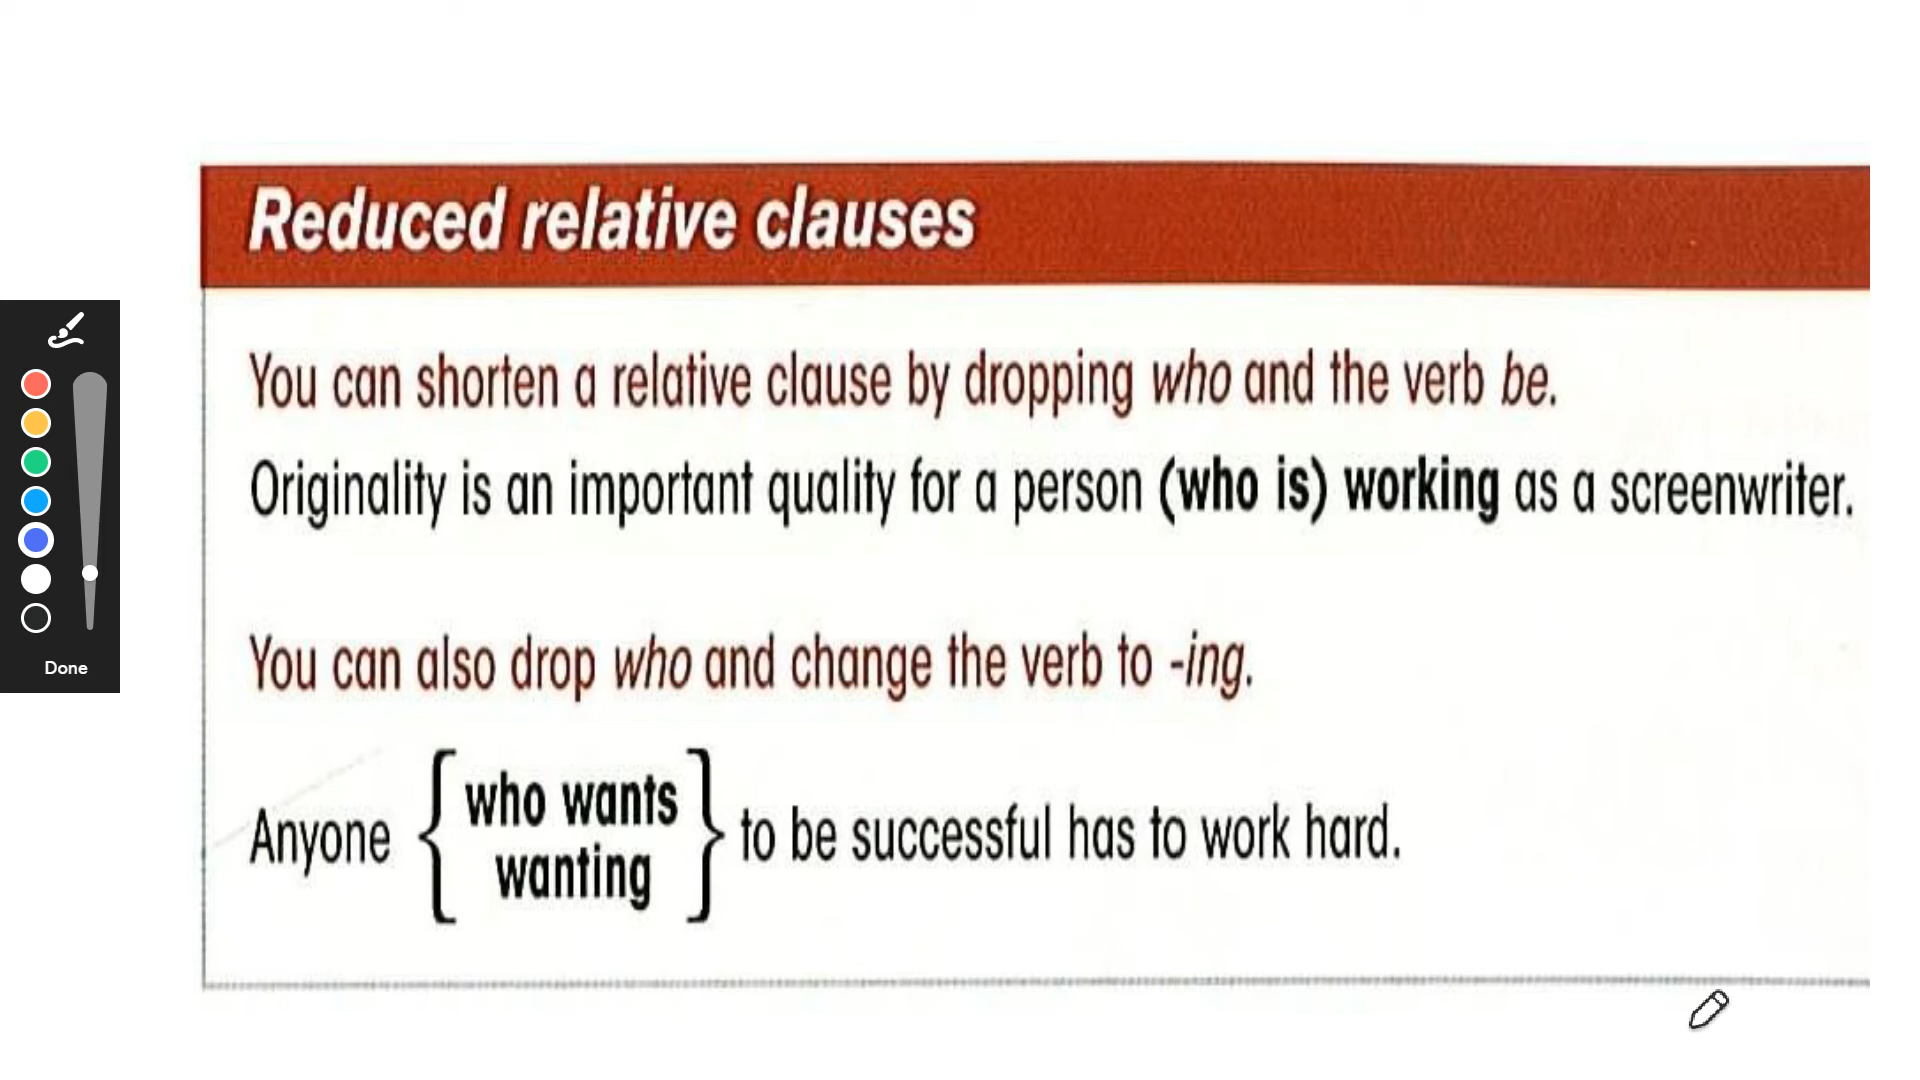 Reduced relative clauses
You can shorten a relative clause by dropping who and the verb be.
Originality is an important quality for a person (who is) working as a screenwriter.
You can also drop who and change the verb to -ing.
who wants
Anyone { } to be successful has to work hard.
wanting
Done